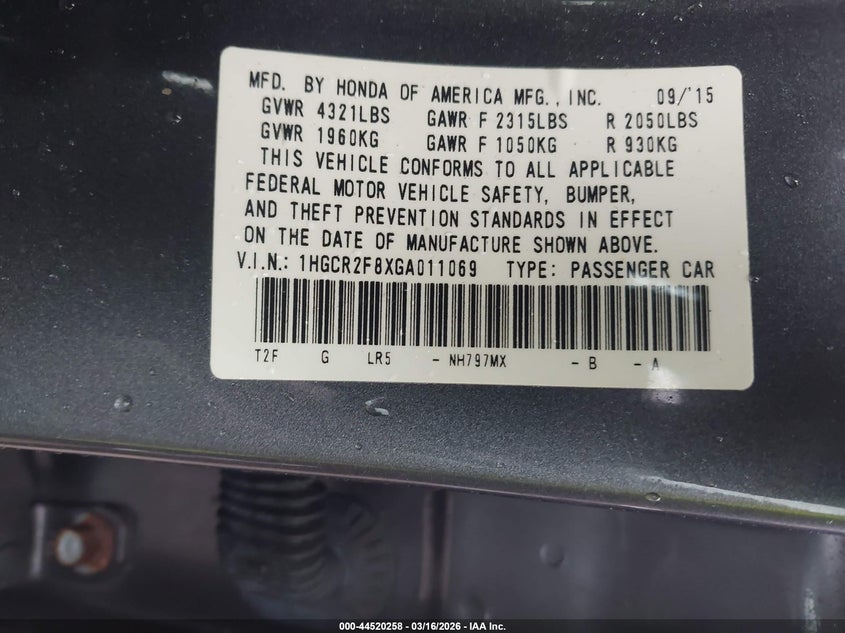 MFD. BY HONDA OF AMERICA MFG., INC. 09/'15
GVWR 4321LBS GAWR F 2315LBS R 2050LBS
GVWR 1960KG GAWR F 1050KG R 930KG
THIS VEHICLE CONFORMS TO ALL APPLICABLE
FEDERAL MOTOR VEHICLE SAFETY, BUMPER,
AND THEFT PREVENTION STANDARDS IN EFFECT
ON THE DATE OF MANUFACTURE SHOWN ABOVE.
V.I.N.: 1HGCR2F8XGA011069 TYPE: PASSENGER CAR
T2F G LR5 - NH797MX - B - A
000-44520258 - 03/16/2026 - IAA Inc.